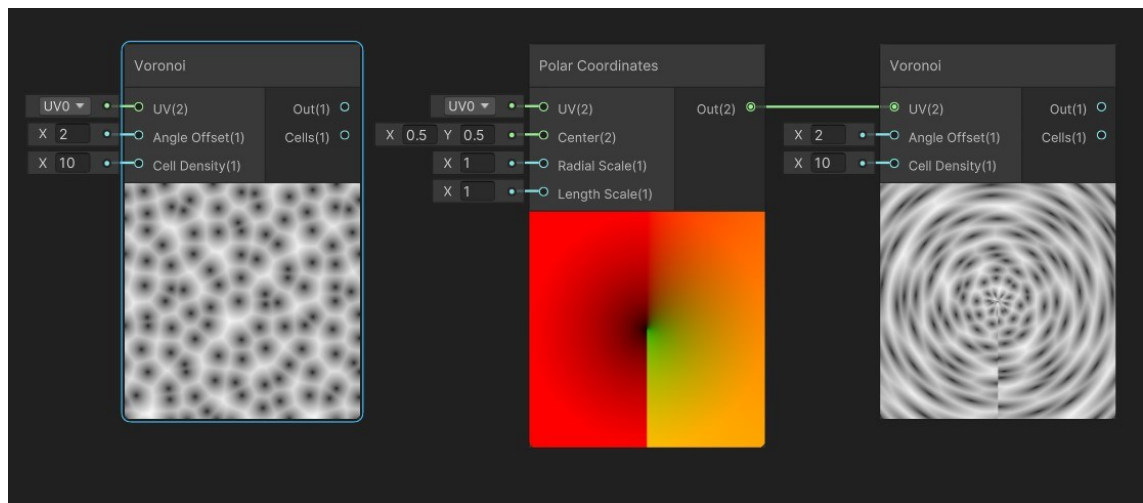 Voronoi
UV0
UV(2)
Out(1)
X 2
Angle Offset(1)
Cells(1)
X 10
Cell Density(1)
Polar Coordinates
UV0
UV(2)
Out(2)
X 0.5 Y 0.5
Center(2)
X 1
Radial Scale(1)
X 1
Length Scale(1)
Voronoi
UV(2)
Out(1)
X 2
Angle Offset(1)
Cells(1)
X 10
Cell Density(1)